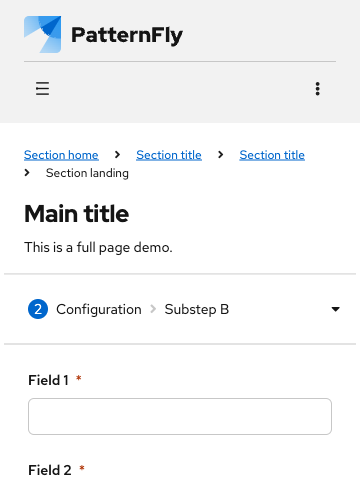 PatternFly
Section home > Section title > Section title
> Section landing
Main title
This is a full page demo.
2 Configuration > Substep B
Field 1 *
Field 2 *